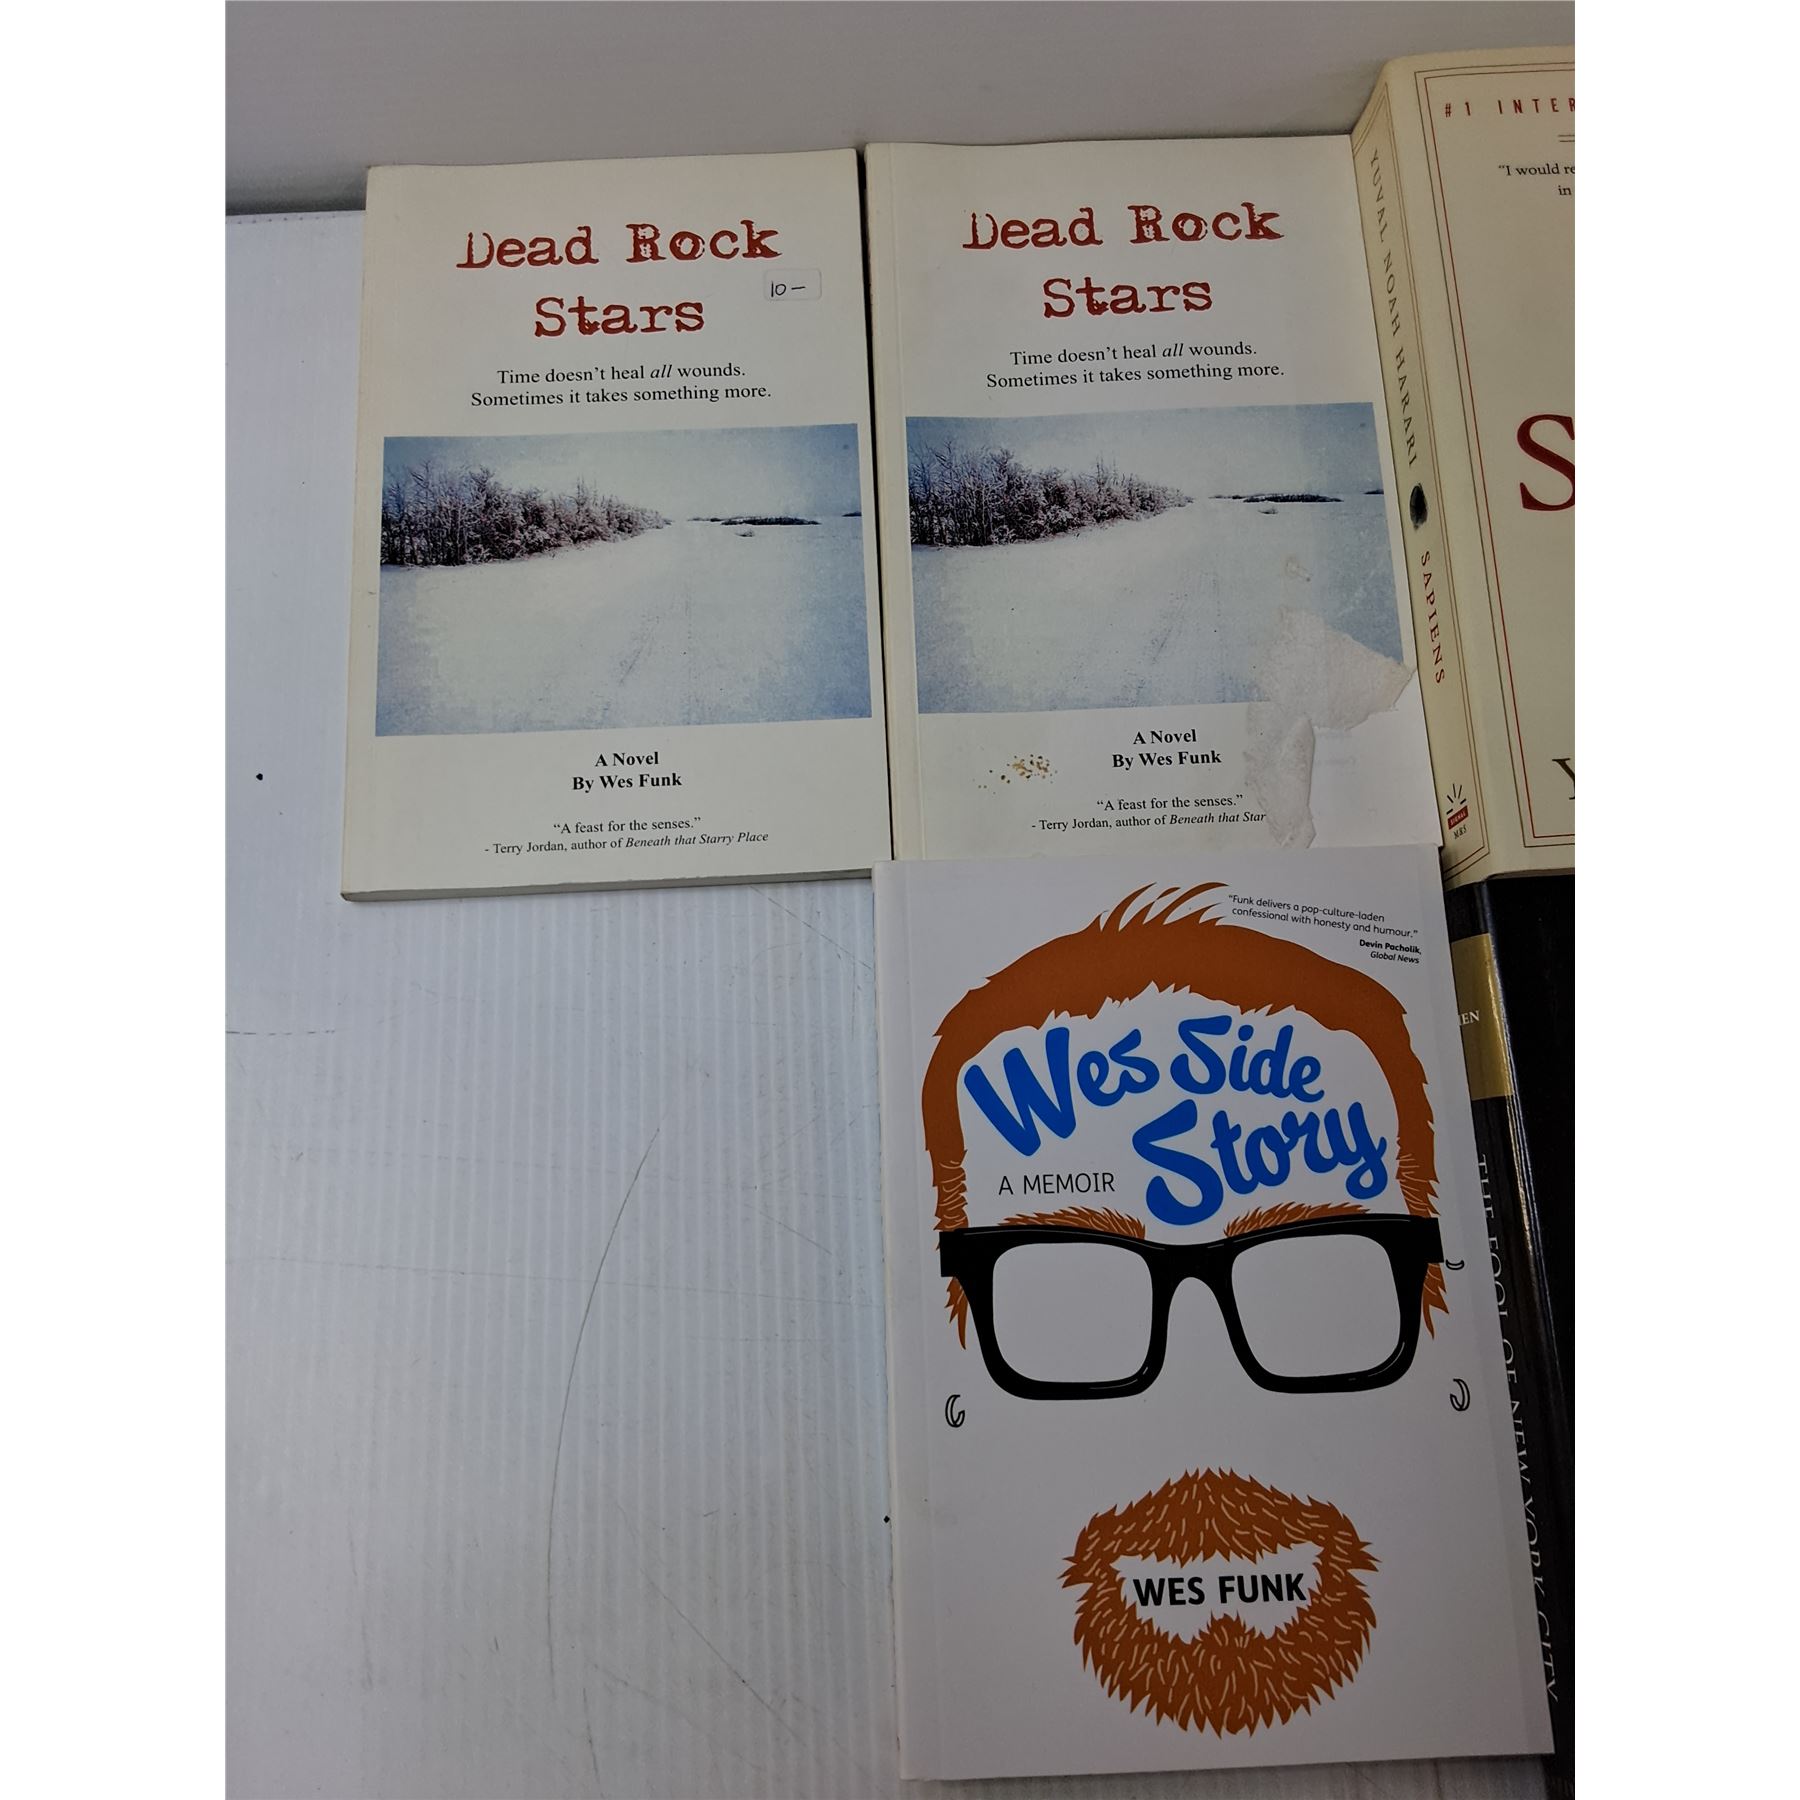 Dead Rock
Stars
10-
Time doesn't heal all wounds.
Sometimes it takes something more.
A Novel
By Wes Funk
"A feast for the senses."
- Terry Jordan, author of Beneath that Starry Place
Dead Rock
Stars
Time doesn't heal all wounds.
Sometimes it takes something more.
A Novel
By Wes Funk
"A feast for the senses."
- Terry Jordan, author of Beneath that Star
YUVAL NOAH HARARI SAPIENS
SIGNAL
M&S
#1 INTER
"I would re
in
S
Y
"Funk delivers a pop-culture-laden
confessional with honesty and humour."
Devin Pacholik,
Global News
Wes Side
Story
A MEMOIR
WES FUNK
EN
THE FOOL OF NEW YORK CITY